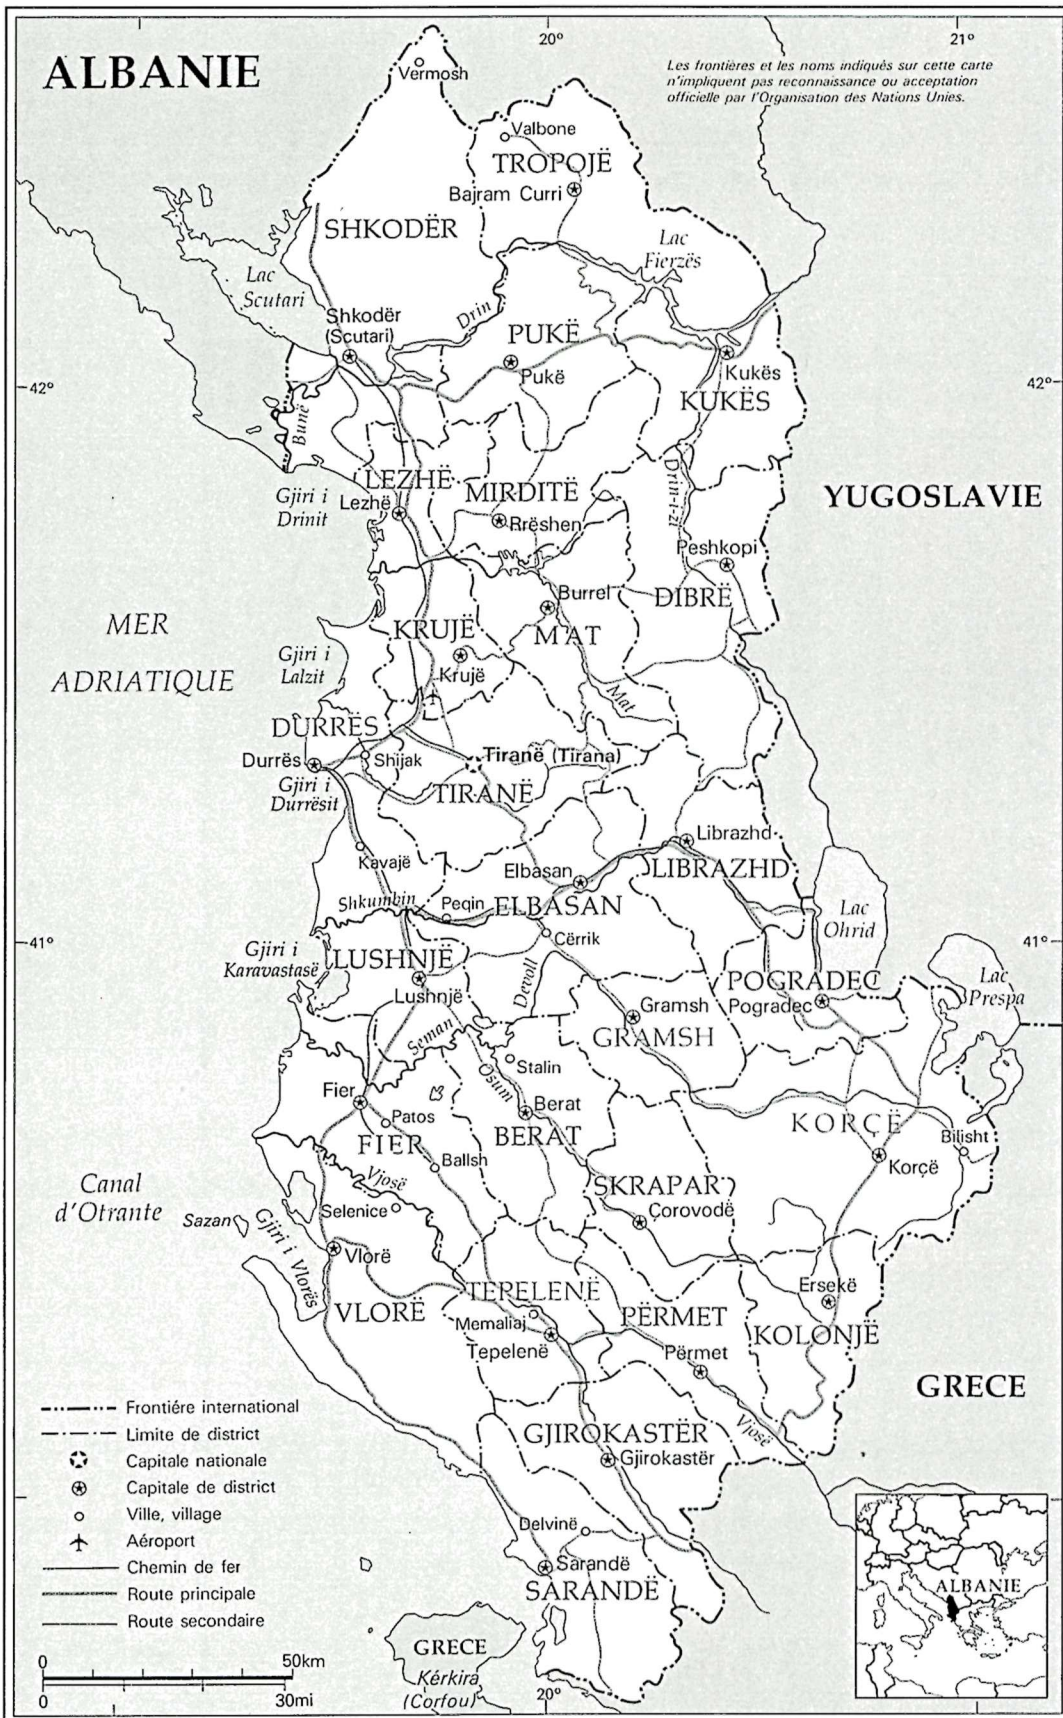 ALBANIE
20°
21°
Les frontières et les noms indiqués sur cette carte
n'impliquent pas reconnaissance ou acceptation
officielle par l'Organisation des Nations Unies.
Vermosh
Valbone
TROPOJË
Bajram Curri
SHKODËR
Lac
Fierzës
Lac
Scutari
Drin
Shkodër
(Scutari)
PUKË
Pukë
Kukës
42°
42°
KUKËS
Bunë
LEZHË
MIRDITË
Drin-i-zi
Gjiri i
Drinit
Lezhë
Rrëshen
YUGOSLAVIE
Peshkopi
Burrel
DIBRË
MER
ADRIATIQUE
KRUJË
MAT
Gjiri i
Lalzit
Krujë
Mat
DURRËS
Durrës
Shijak
Tiranë (Tirana)
Gjiri i
Durrësit
TIRANË
Librazhd
Kavajë
Elbasan
LIBRAZHD
Shkumbin
Peqin
ELBASAN
Lac
Ohrid
Cërrik
41°
41°
Gjiri i
Karavastasë
LUSHNJË
Devoll
POGRADEC
Lac
Prespa
Lushnjë
Gramsh
Pogradec
Seman
GRAMSH
Stalin
Osum
Fier
Berat
Patos
KORÇË
FIER
BERAT
Bilisht
Ballsh
Korçë
Vjosë
Canal
d'Otrante
SKRAPAR
Selenice
Çorovodë
Sazan
Gjiri i Vlorës
Vlorë
Ersekë
TEPELENË
VLORË
Memaliaj
PËRMET
KOLONJË
Tepelenë
Përmet
GRECE
Vjosë
GJIROKASTËR
Gjirokastër
Frontiére international
Limite de district
Capitale nationale
Capitale de district
Ville, village
Aéroport
Chemin de fer
Route principale
Route secondaire
Delvinë
Sarandë
SARANDË
ALBANIE
GRECE
Kérkira
(Corfou)
0
50km
0
30mi
20°